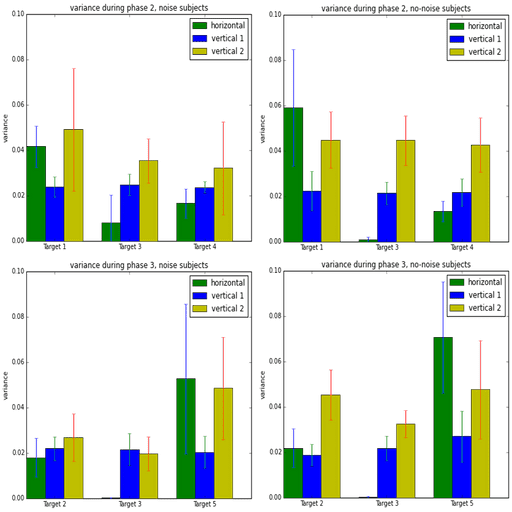 variance during phase 2, noise subjects
0.10
0.08
0.06
0.04
0.02
0.00
variance
horizontal
vertical 1
vertical 2
Target 1
Target 3
Target 4
variance during phase 2, no-noise subjects
0.10
0.08
0.06
0.04
0.02
0.00
variance
horizontal
vertical 1
vertical 2
Target 1
Target 3
Target 4
variance during phase 3, noise subjects
0.10
0.08
0.06
0.04
0.02
0.00
variance
horizontal
vertical 1
vertical 2
Target 2
Target 3
Target 5
variance during phase 3, no-noise subjects
0.10
0.08
0.06
0.04
0.02
0.00
variance
horizontal
vertical 1
vertical 2
Target 2
Target 3
Target 5